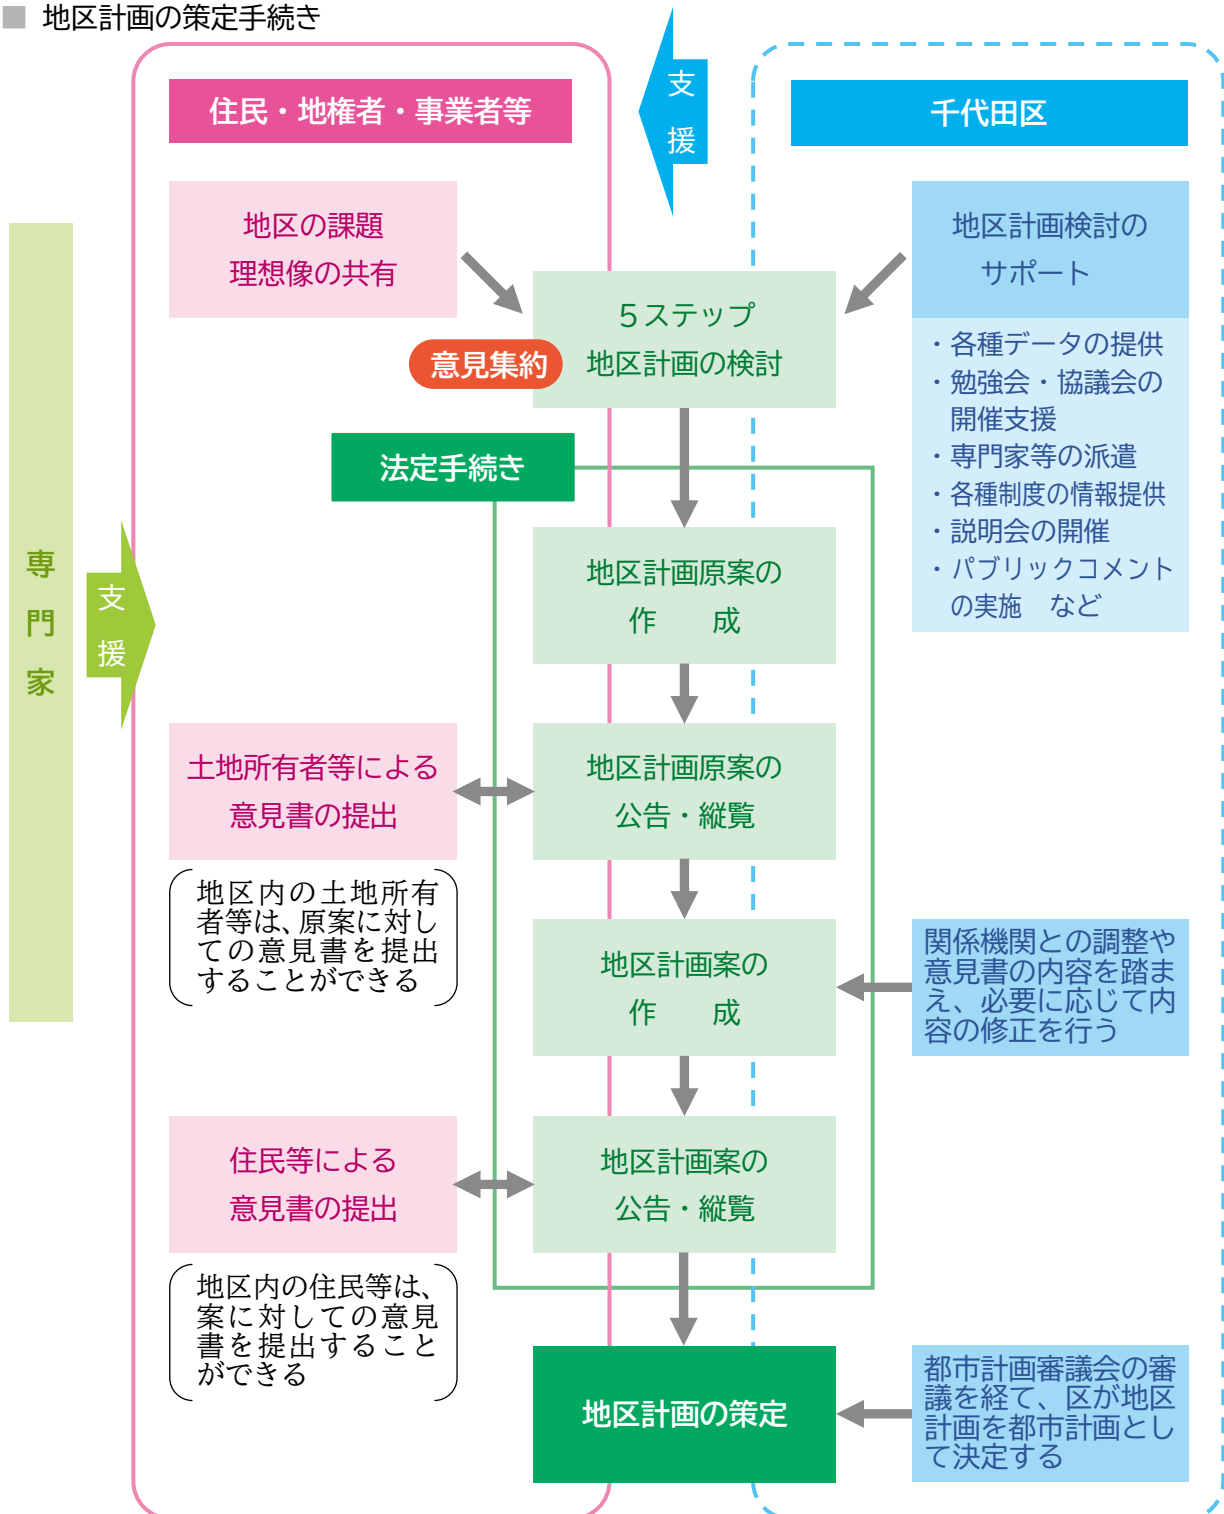 ■ 地区計画の策定手続き
住民・地権者・事業者等
支
援
千代田区
地区の課題
理想像の共有
地区計画検討の
サポート
・各種データの提供
・勉強会・協議会の
開催支援
・専門家等の派遣
・各種制度の情報提供
・説明会の開催
・パブリックコメント
の実施　など
５ステップ
地区計画の検討
意見集約
法定手続き
専
門
家
支
援
地区計画原案の
作　　成
土地所有者等による
意見書の提出
地区計画原案の
公告・縦覧
地区内の土地所有
者等は、原案に対し
ての意見書を提出
することができる
地区計画案の
作　　成
関係機関との調整や
意見書の内容を踏ま
え、必要に応じて内
容の修正を行う
住民等による
意見書の提出
地区計画案の
公告・縦覧
地区内の住民等は、
案に対しての意見
書を提出すること
ができる
地区計画の策定
都市計画審議会の審
議を経て、区が地区
計画を都市計画とし
て決定する